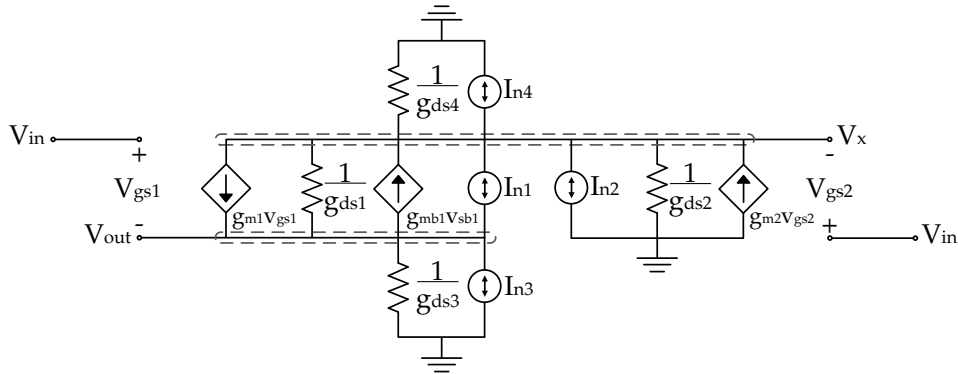 1
gds4
In4
Vin
Vx
+
-
Vgs1
1
gds1
In1
In2
1
gds2
Vgs2
gm1vgs1
gmb1vsb1
gm2vgs2
Vout
-
+
Vin
1
gds3
In3